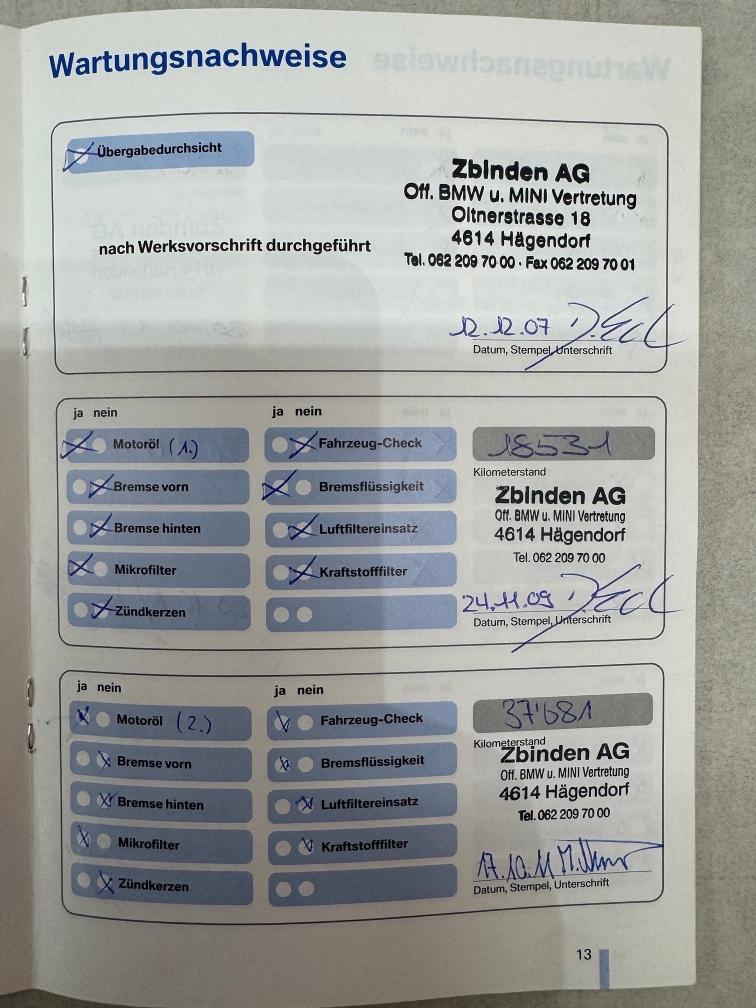 Wartungsnachweise
Übergabedurchsicht
nach Werksvorschrift durchgeführt
Zbinden AG
Off. BMW u. MINI Vertretung
Oltnerstrasse 18
4614 Hägendorf
Tel. 062 209 70 00 · Fax 062 209 70 01
12.12.07
Datum, Stempel, Unterschrift
ja nein
Motoröl (1.)
Bremse vorn
Bremse hinten
Mikrofilter
Zündkerzen
ja nein
Fahrzeug-Check
Bremsflüssigkeit
Luftfiltereinsatz
Kraftstofffilter
18531
Kilometerstand
Zbinden AG
Off. BMW u. MINI Vertretung
4614 Hägendorf
Tel. 062 209 70 00
24.11.09
Datum, Stempel, Unterschrift
ja nein
Motoröl (2.)
Bremse vorn
Bremse hinten
Mikrofilter
Zündkerzen
ja nein
Fahrzeug-Check
Bremsflüssigkeit
Luftfiltereinsatz
Kraftstofffilter
37'681
Kilometerstand
Zbinden AG
Off. BMW u. MINI Vertretung
4614 Hägendorf
Tel. 062 209 70 00
17.10.11
Datum, Stempel, Unterschrift
13